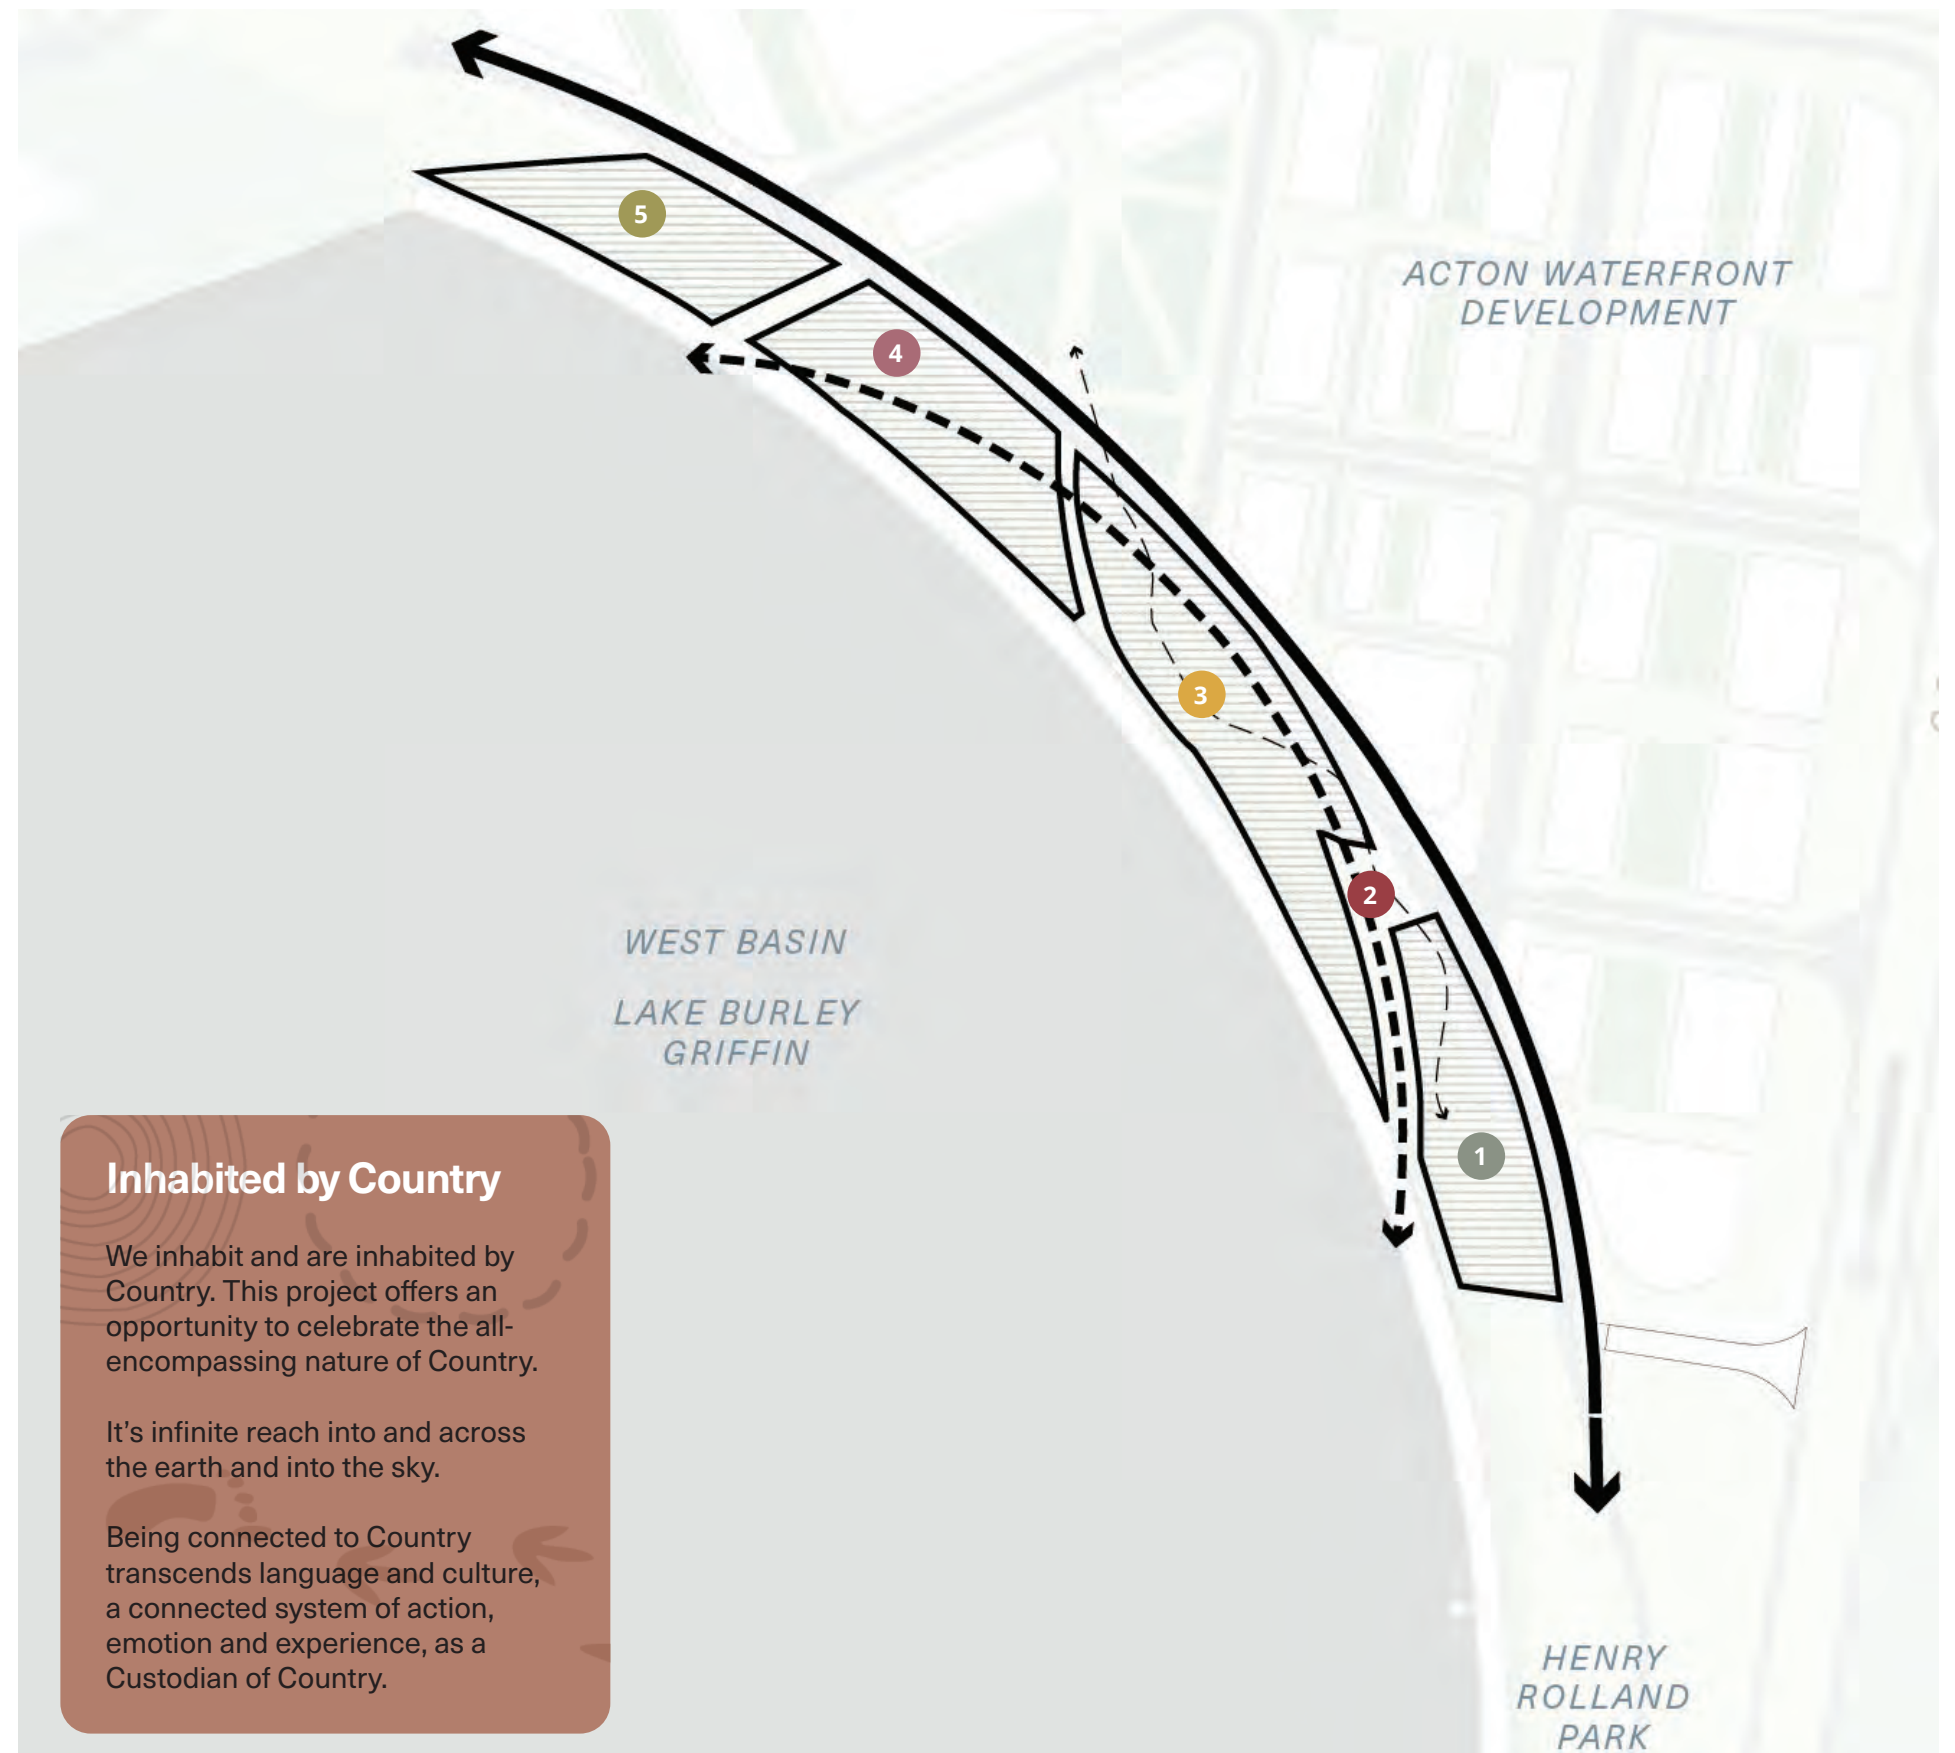 5
4
ACTON WATERFRONT
DEVELOPMENT
3
2
WEST BASIN
LAKE BURLEY
GRIFFIN
1
Inhabited by Country
We inhabit and are inhabited by
Country. This project offers an
opportunity to celebrate the all-
encompassing nature of Country.
It’s infinite reach into and across
the earth and into the sky.
Being connected to Country
transcends language and culture,
a connected system of action,
emotion and experience, as a
Custodian of Country.
HENRY
ROLLAND
PARK